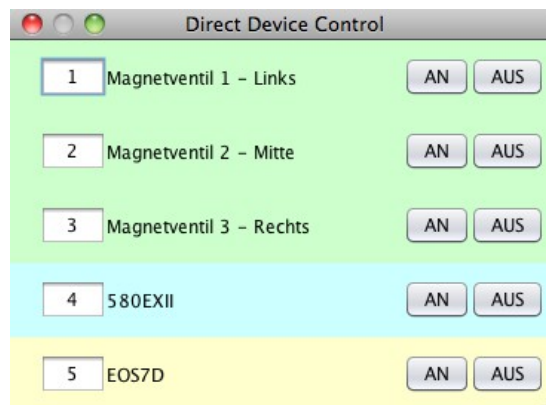 Direct Device Control
1 Magnetventil 1 – Links AN AUS
2 Magnetventil 2 – Mitte AN AUS
3 Magnetventil 3 – Rechts AN AUS
4 580EXII AN AUS
5 EOS7D AN AUS